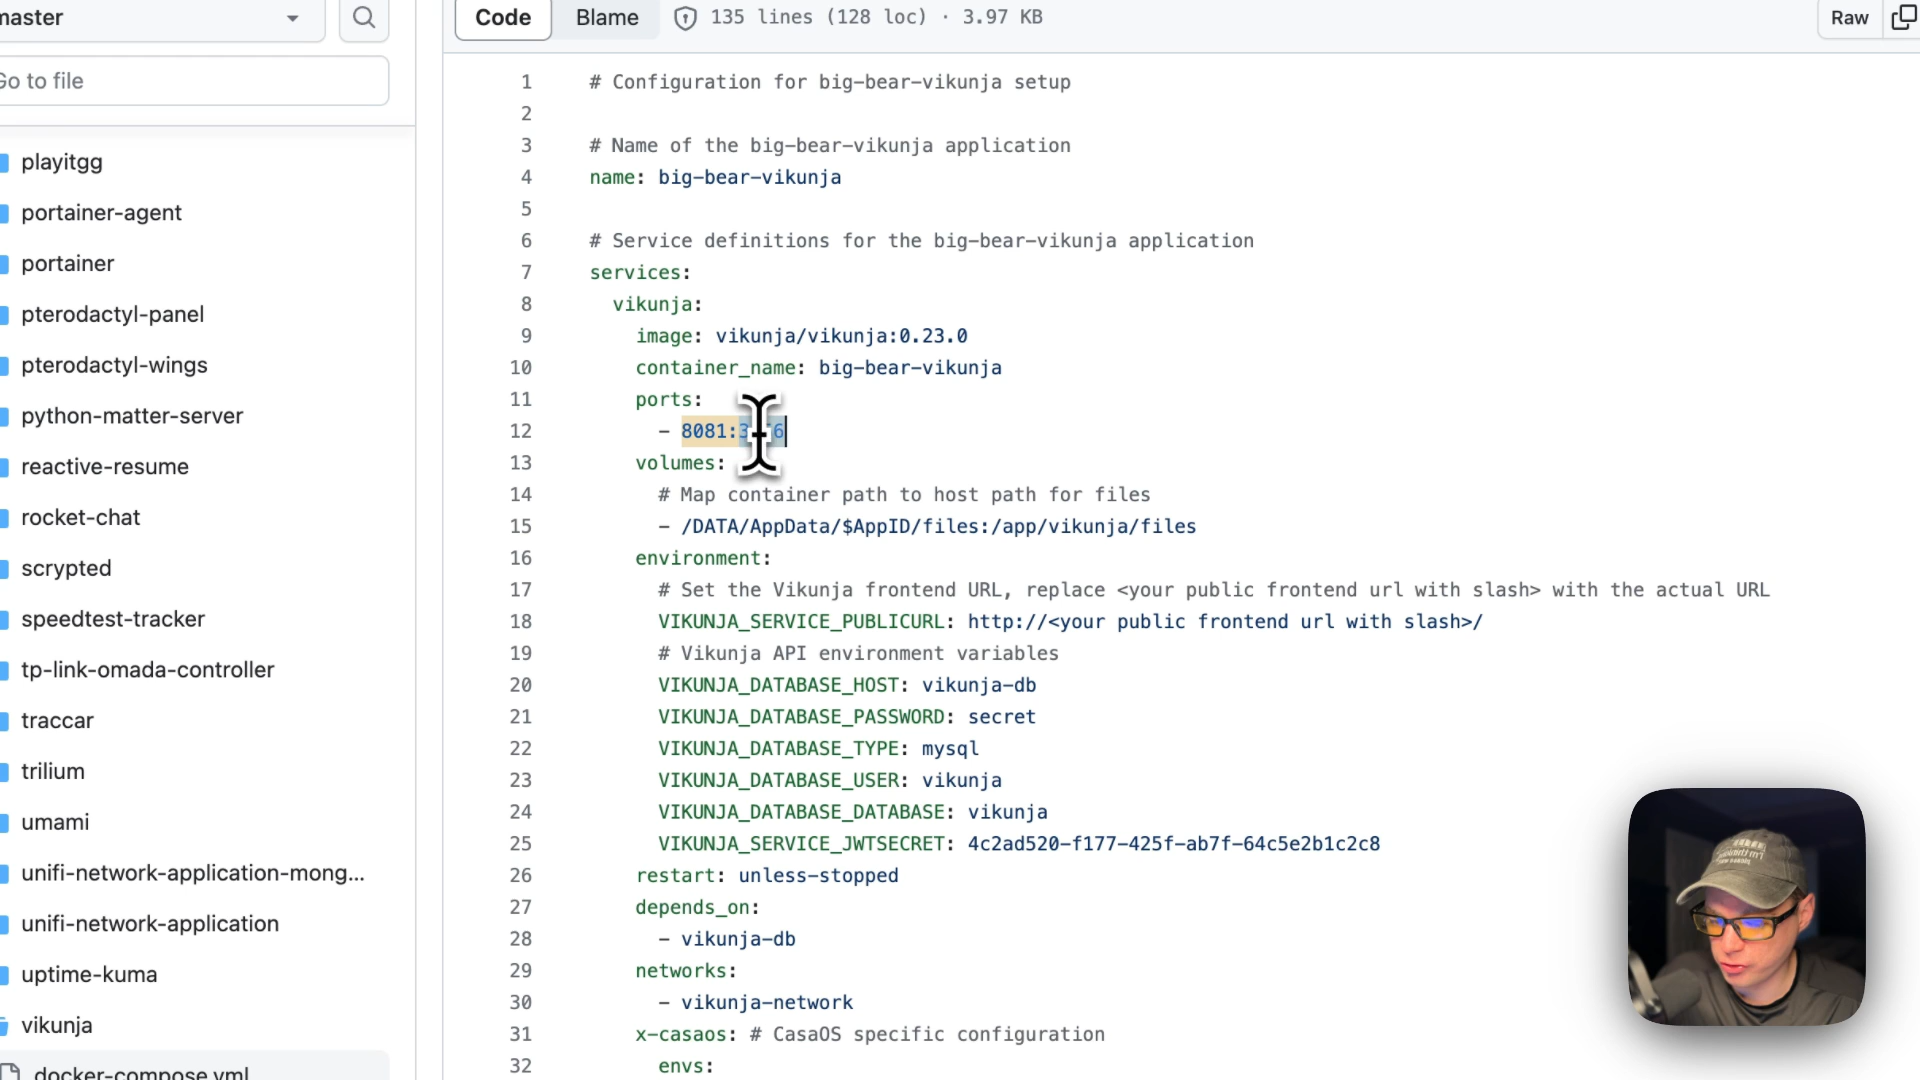 master
Go to file
playitgg
portainer-agent
portainer
pterodactyl-panel
pterodactyl-wings
python-matter-server
reactive-resume
rocket-chat
scrypted
speedtest-tracker
tp-link-omada-controller
traccar
trilium
umami
unifi-network-application-mong...
unifi-network-application
uptime-kuma
vikunja
docker-compose.yml
Code Blame 135 lines (128 loc) · 3.97 KB Raw
1 # Configuration for big-bear-vikunja setup
2
3 # Name of the big-bear-vikunja application
4 name: big-bear-vikunja
5
6 # Service definitions for the big-bear-vikunja application
7 services:
8 vikunja:
9 image: vikunja/vikunja:0.23.0
10 container_name: big-bear-vikunja
11 ports:
12 - 8081:
13 volumes:
14 # Map container path to host path for files
15 - /DATA/AppData/$AppID/files:/app/vikunja/files
16 environment:
17 # Set the Vikunja frontend URL, replace <your public frontend url with slash> with the actual URL
18 VIKUNJA_SERVICE_PUBLICURL: http://<your public frontend url with slash>/
19 # Vikunja API environment variables
20 VIKUNJA_DATABASE_HOST: vikunja-db
21 VIKUNJA_DATABASE_PASSWORD: secret
22 VIKUNJA_DATABASE_TYPE: mysql
23 VIKUNJA_DATABASE_USER: vikunja
24 VIKUNJA_DATABASE_DATABASE: vikunja
25 VIKUNJA_SERVICE_JWTSECRET: 4c2ad520-f177-425f-ab7f-64c5e2b1c2c8
26 restart: unless-stopped
27 depends_on:
28 - vikunja-db
29 networks:
30 - vikunja-network
31 x-casaos: # CasaOS specific configuration
32 envs: